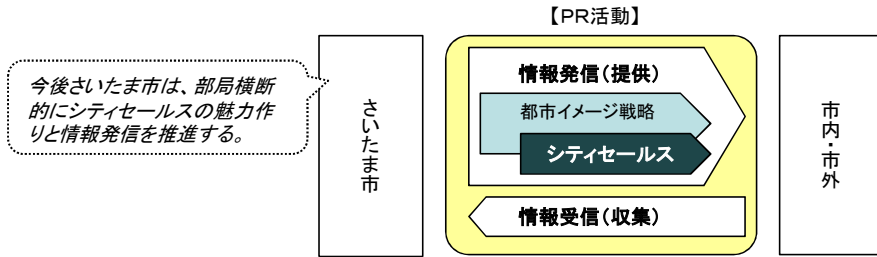 【PR活動】
今後さいたま市は、部局横断
的にシティセールスの魅力作
りと情報発信を推進する。
さいたま市
情報発信(提供)
都市イメージ戦略
シティセールス
情報受信(収集)
市内・市外